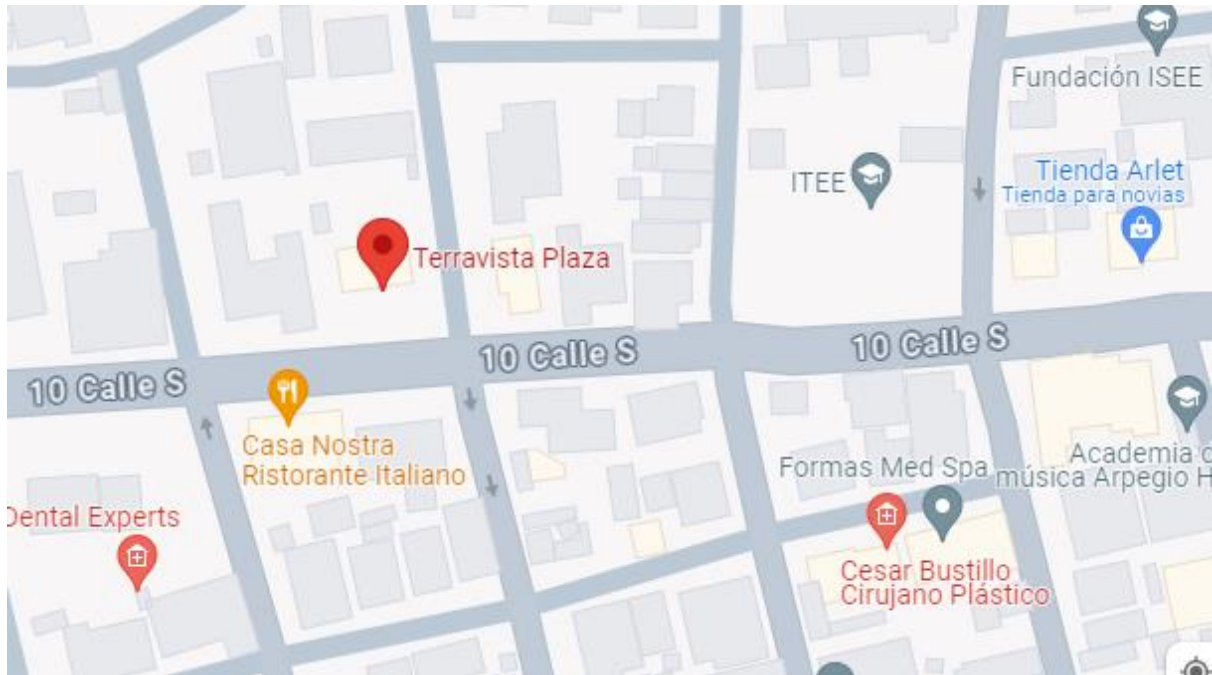 Fundación ISEE
ITEE
Tienda Arlet
Tienda para novias
Terravista Plaza
10 Calle S
10 Calle S
10 Calle S
Casa Nostra
Ristorante Italiano
Formas Med Spa
Academia d
música Arpegio H
Dental Experts
Cesar Bustillo
Cirujano Plástico